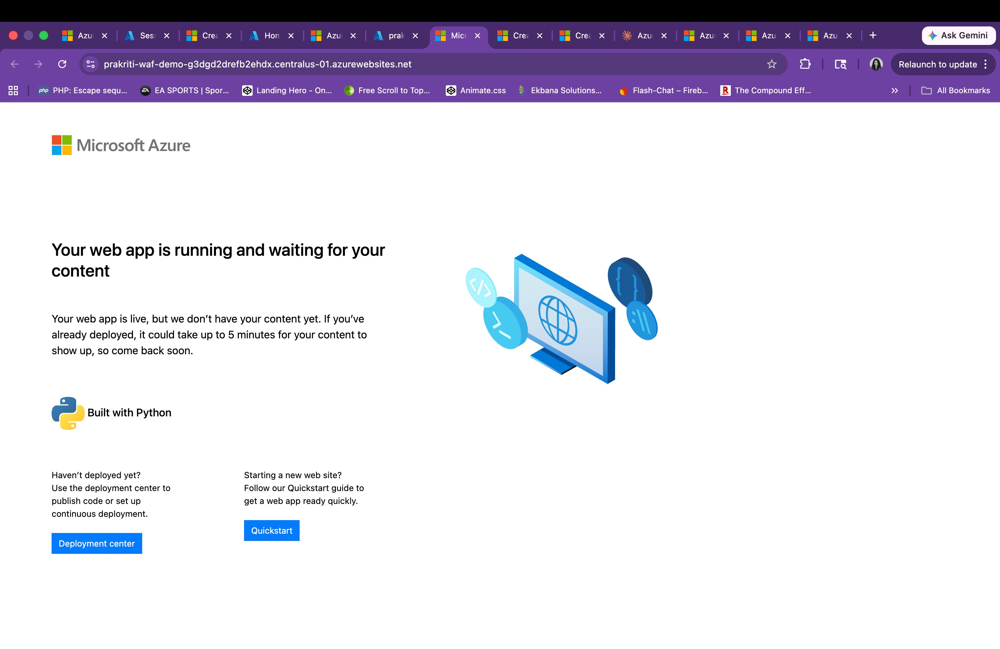 Azu
Ses
Crea
Hom
Azu
prak
Micr
Crea
Crea
Azu
Azu
Azu
Azu
Ask Gemini
prakriti-waf-demo-g3dgd2drefb2ehdx.centralus-01.azurewebsites.net
Relaunch to update
php PHP: Escape sequ...
EA EA SPORTS | Spor...
Landing Hero - On...
Free Scroll to Top...
Animate.css
Ekbana Solutions...
Flash-Chat – Fireb...
R The Compound Eff...
All Bookmarks
Microsoft Azure
Your web app is running and waiting for your
content
Your web app is live, but we don’t have your content yet. If you’ve
already deployed, it could take up to 5 minutes for your content to
show up, so come back soon.
Built with Python
Haven’t deployed yet?
Use the deployment center to
publish code or set up
continuous deployment.
Deployment center
Starting a new web site?
Follow our Quickstart guide to
get a web app ready quickly.
Quickstart